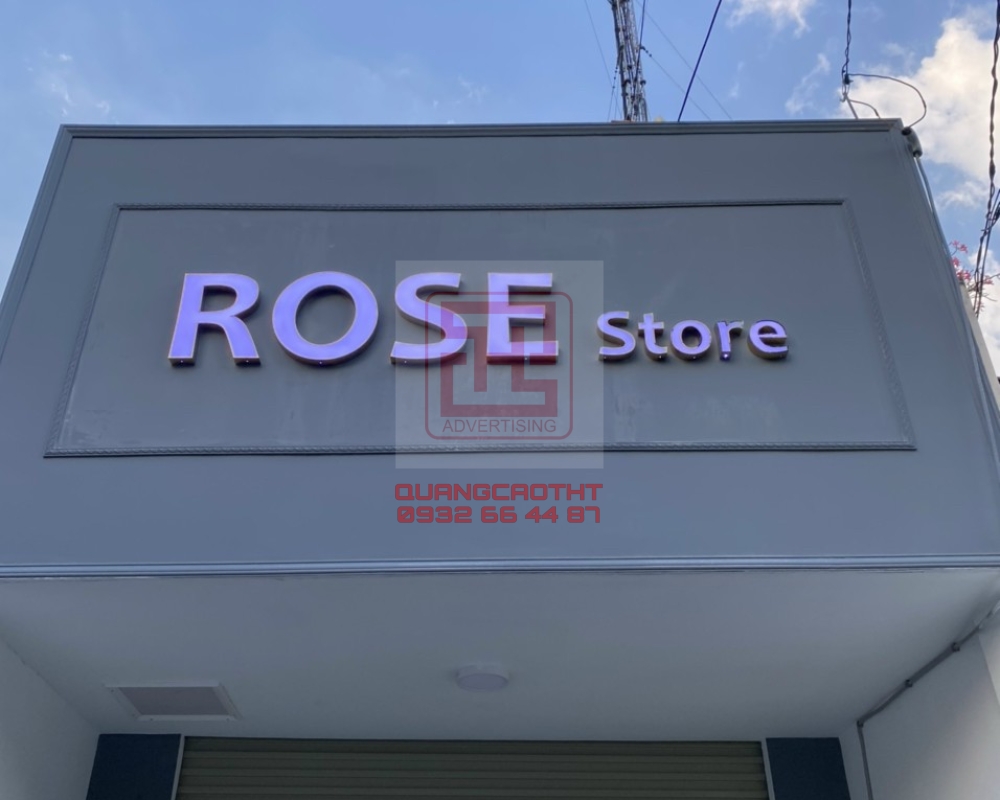 ROSE Store
ADVERTISING
QUANGCAOTHT
0932 66 44 87